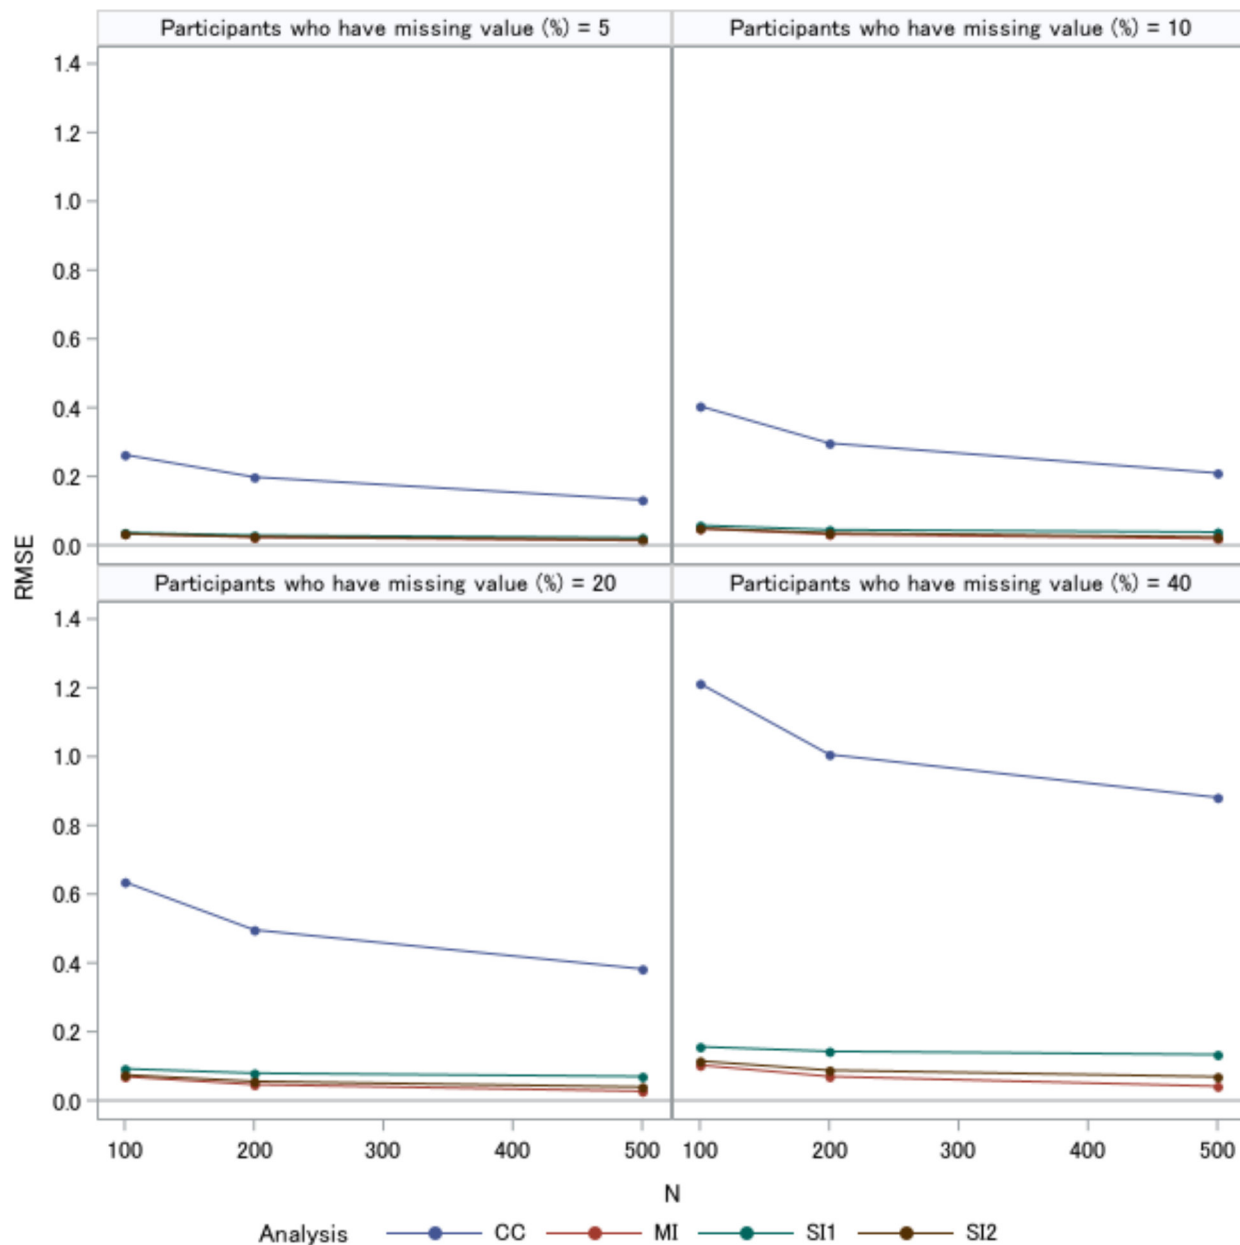 Participants who have missing value (%) = 5
Participants who have missing value (%) = 10
1.4
1.2
1.0
0.8
0.6
0.4
0.2
0.0
RMSE
Participants who have missing value (%) = 20
Participants who have missing value (%) = 40
1.4
1.2
1.0
0.8
0.6
0.4
0.2
0.0
100 200 300 400 500
100 200 300 400 500
N
Analysis CC MI SI1 SI2